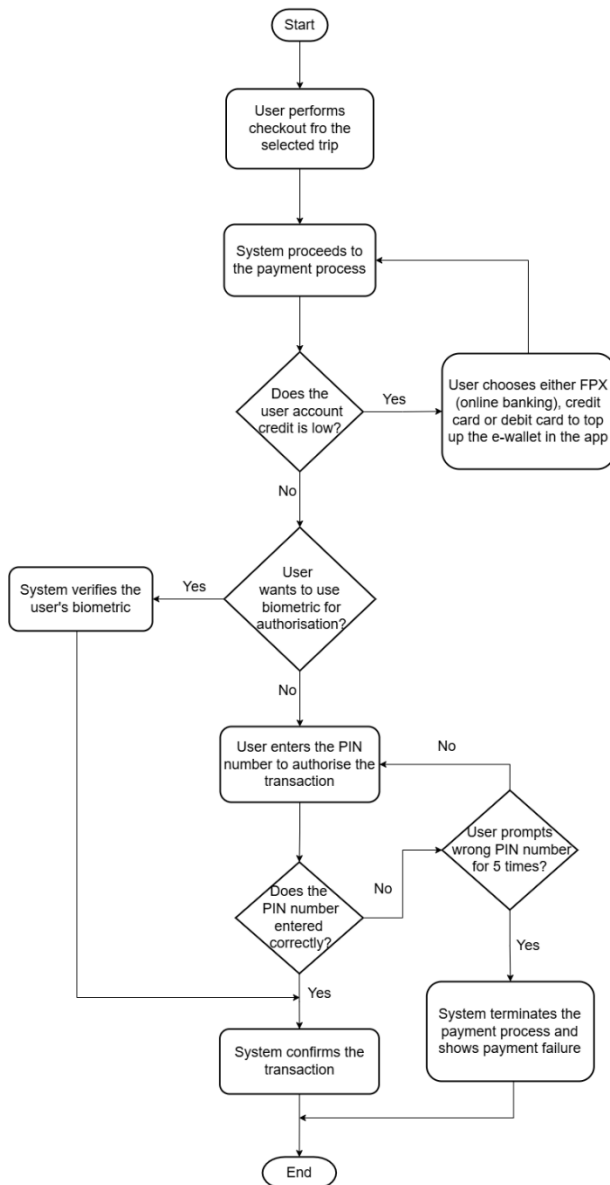 Start
User performs
checkout fro the
selected trip
System proceeds to
the payment process
Does the
user account
credit is low?
Yes
User chooses either FPX
(online banking), credit
card or debit card to top
up the e-wallet in the app
No
User
wants to use
biometric for
authorisation?
Yes
System verifies the
user's biometric
No
User enters the PIN
number to authorise the
transaction
No
User prompts
wrong PIN number
for 5 times?
Does the
PIN number
entered
correctly?
No
Yes
Yes
System terminates the
payment process and
shows payment failure
System confirms the
transaction
End